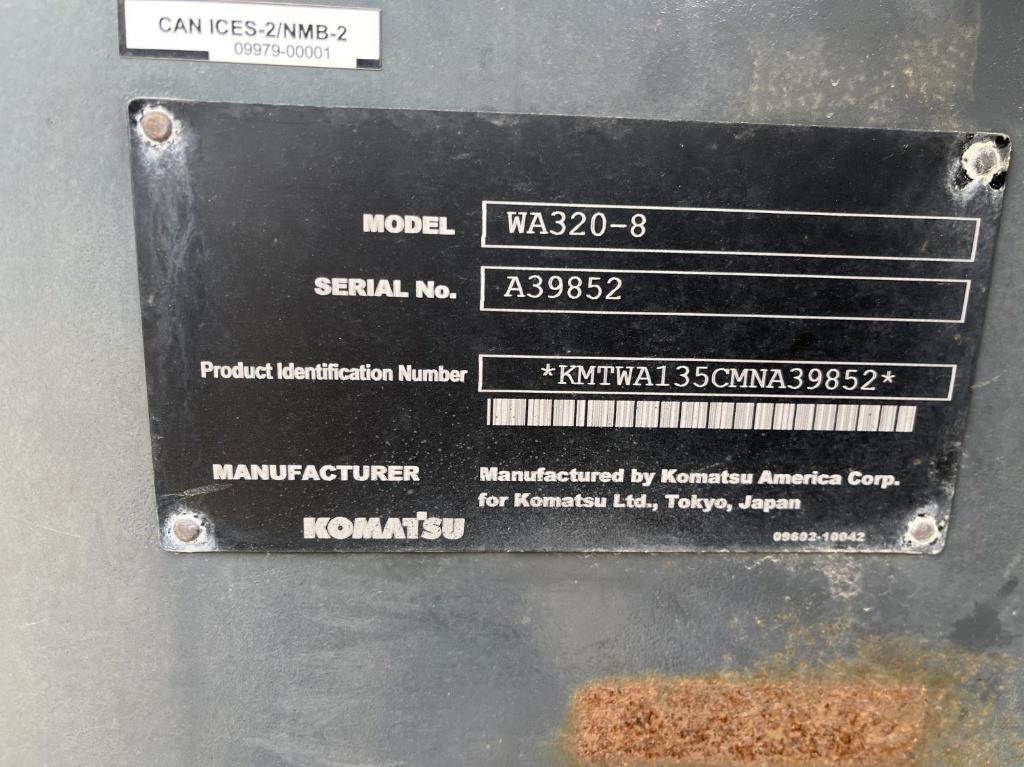 CAN ICES-2/NMB-2
09979-00001
MODEL WA320-8
SERIAL No. A39852
Product Identification Number *KMTWA135CMNA39852*
MANUFACTURER Manufactured by Komatsu America Corp.
for Komatsu Ltd., Tokyo, Japan
KOMATSU 09602-10042